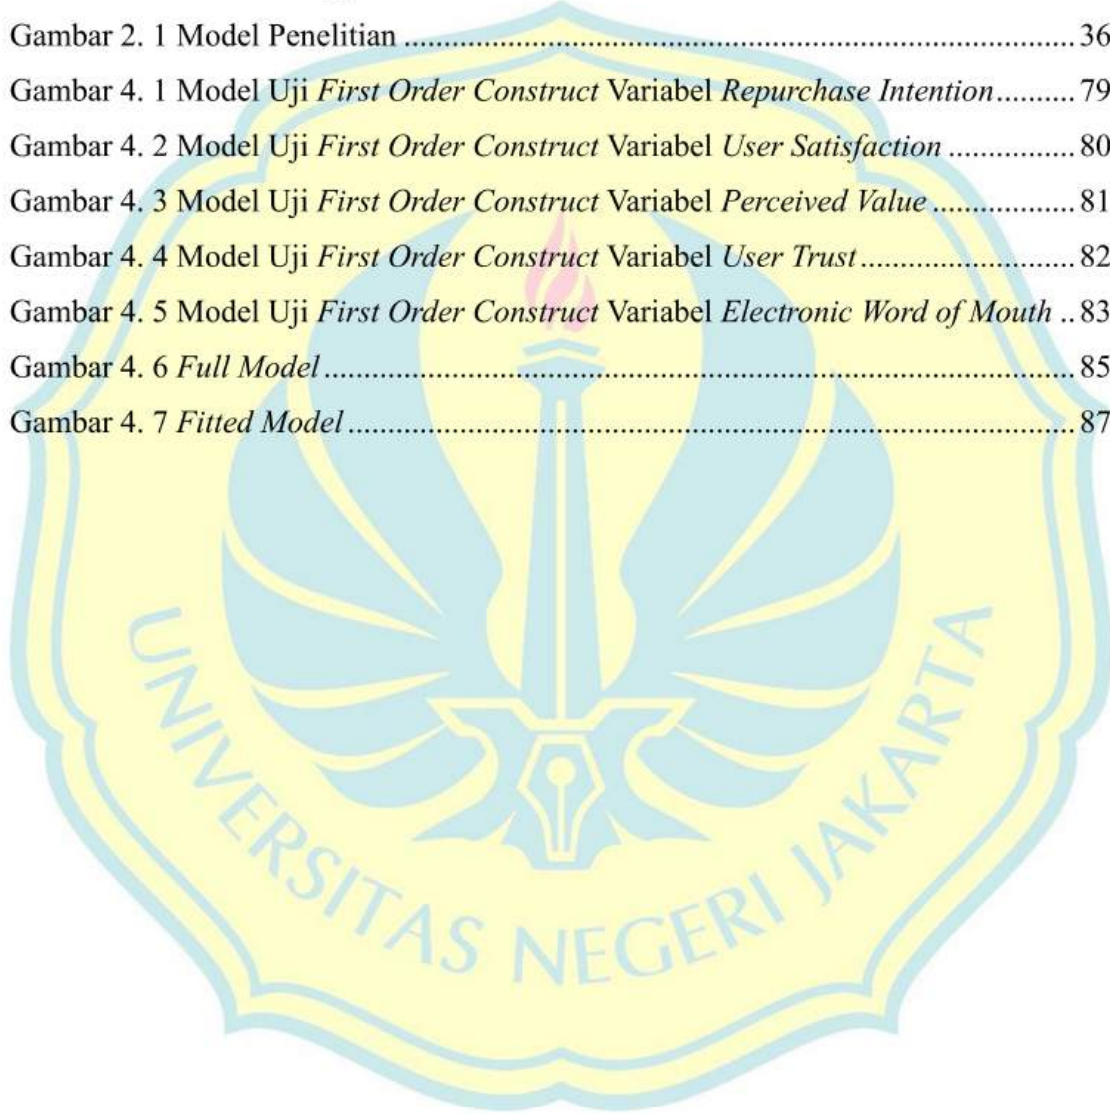 Gambar 2. 1 Model Penelitian ........................................................................................ 36
Gambar 4. 1 Model Uji First Order Construct Variabel Repurchase Intention.......... 79
Gambar 4. 2 Model Uji First Order Construct Variabel User Satisfaction ................ 80
Gambar 4. 3 Model Uji First Order Construct Variabel Perceived Value .................. 81
Gambar 4. 4 Model Uji First Order Construct Variabel User Trust............................ 82
Gambar 4. 5 Model Uji First Order Construct Variabel Electronic Word of Mouth .. 83
Gambar 4. 6 Full Model .................................................................................................. 85
Gambar 4. 7 Fitted Model ............................................................................................... 87
UNIVERSITAS NEGERI JAKARTA